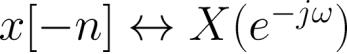 x[−n] ↔ X(e^{−jω})